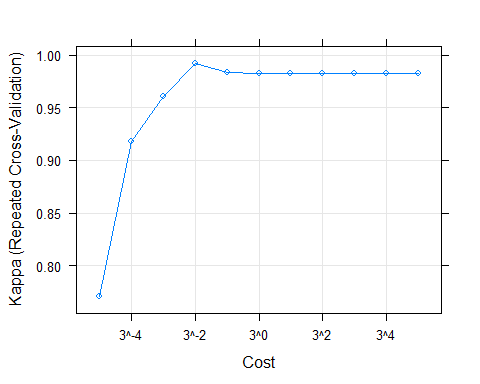 Kappa (Repeated Cross-Validation)
1.00
0.95
0.90
0.85
0.80
3^-4 3^-2 3^0 3^2 3^4
Cost